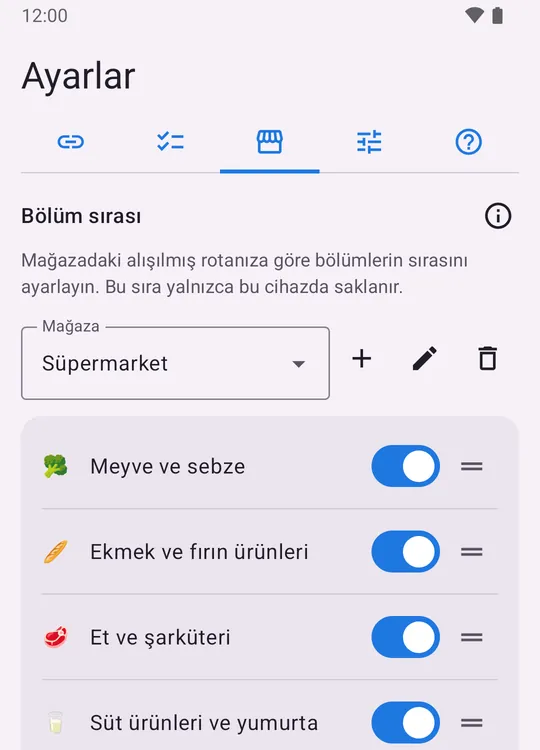 12:00
Ayarlar
Bölüm sırası
Mağazadaki alışılmış rotanıza göre bölümlerin sırasını
ayarlayın. Bu sıra yalnızca bu cihazda saklanır.
Mağaza
Süpermarket
Meyve ve sebze
Ekmek ve fırın ürünleri
Et ve şarküteri
Süt ürünleri ve yumurta